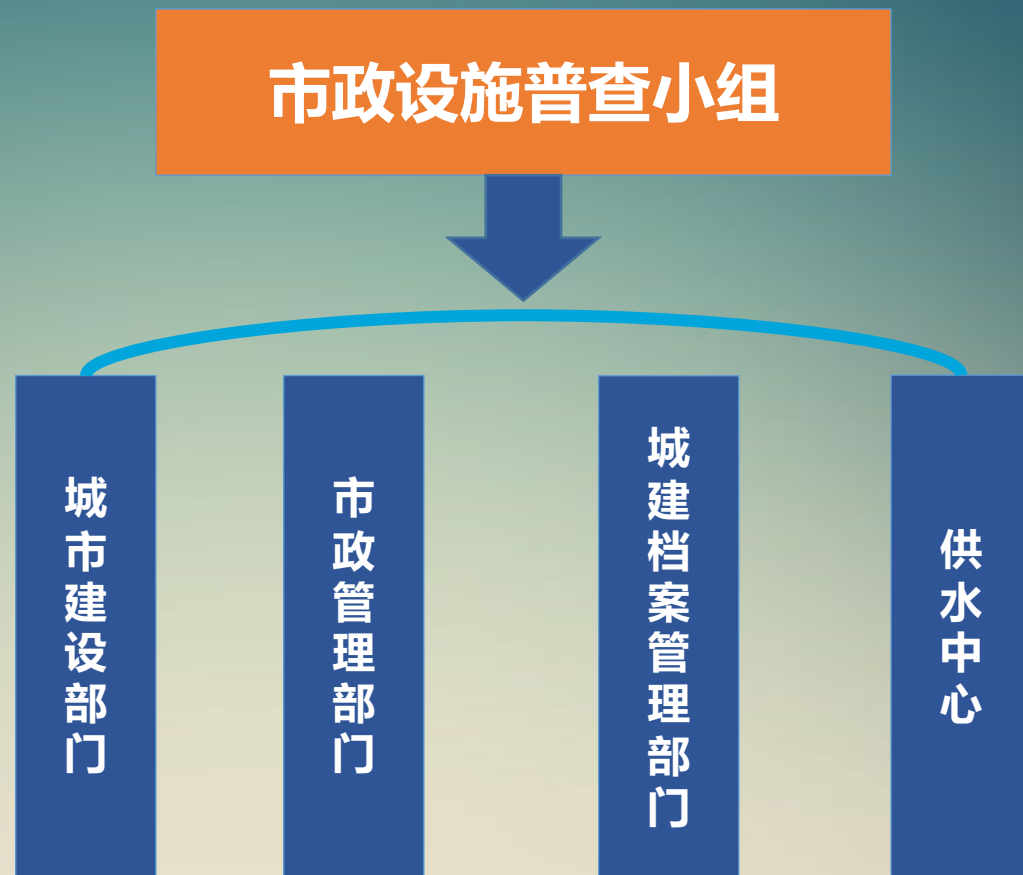 市政设施普查小组
城市建设部门
市政管理部门
城建档案管理部门
供水中心